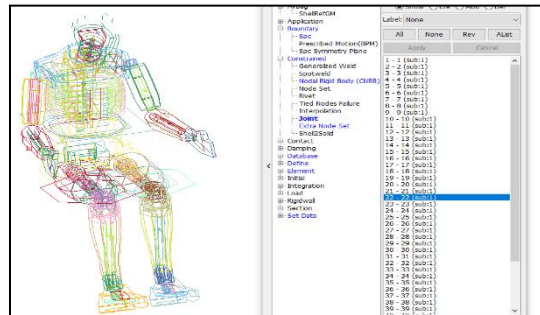 ShellRefGM
Application
Boundary
Spc
Prescribed Motion(BPM)
Spc Symmetry Plane
Constrained
Generalized Weld
Spotweld
Nodal Rigid Body (CNRB)
Node Set
Rivet
Tied Nodes Failure
Interpolation
Joint
Extra Node Set
Shell2Solid
Contact
Damping
Database
Define
Element
Initial
Integration
Load
Rigidwall
Section
Set Data
Label: None
All None Rev ALast
Apply Cancel
1 - 1 (sub:1)
2 - 2 (sub:1)
3 - 3 (sub:1)
4 - 4 (sub:1)
5 - 5 (sub:1)
6 - 6 (sub:1)
7 - 7 (sub:1)
8 - 8 (sub:1)
9 - 9 (sub:1)
10 - 10 (sub:1)
11 - 11 (sub:1)
12 - 12 (sub:1)
13 - 13 (sub:1)
14 - 14 (sub:1)
15 - 15 (sub:1)
16 - 16 (sub:1)
17 - 17 (sub:1)
18 - 18 (sub:1)
19 - 19 (sub:1)
20 - 20 (sub:1)
21 - 21 (sub:1)
22 - 22 (sub:1)
23 - 23 (sub:1)
24 - 24 (sub:1)
25 - 25 (sub:1)
26 - 26 (sub:1)
27 - 27 (sub:1)
28 - 28 (sub:1)
29 - 29 (sub:1)
30 - 30 (sub:1)
31 - 31 (sub:1)
32 - 32 (sub:1)
33 - 33 (sub:1)
34 - 34 (sub:1)
35 - 35 (sub:1)
36 - 36 (sub:1)
37 - 37 (sub:1)
38 - 38 (sub:1)
39 - 39 (sub:1)